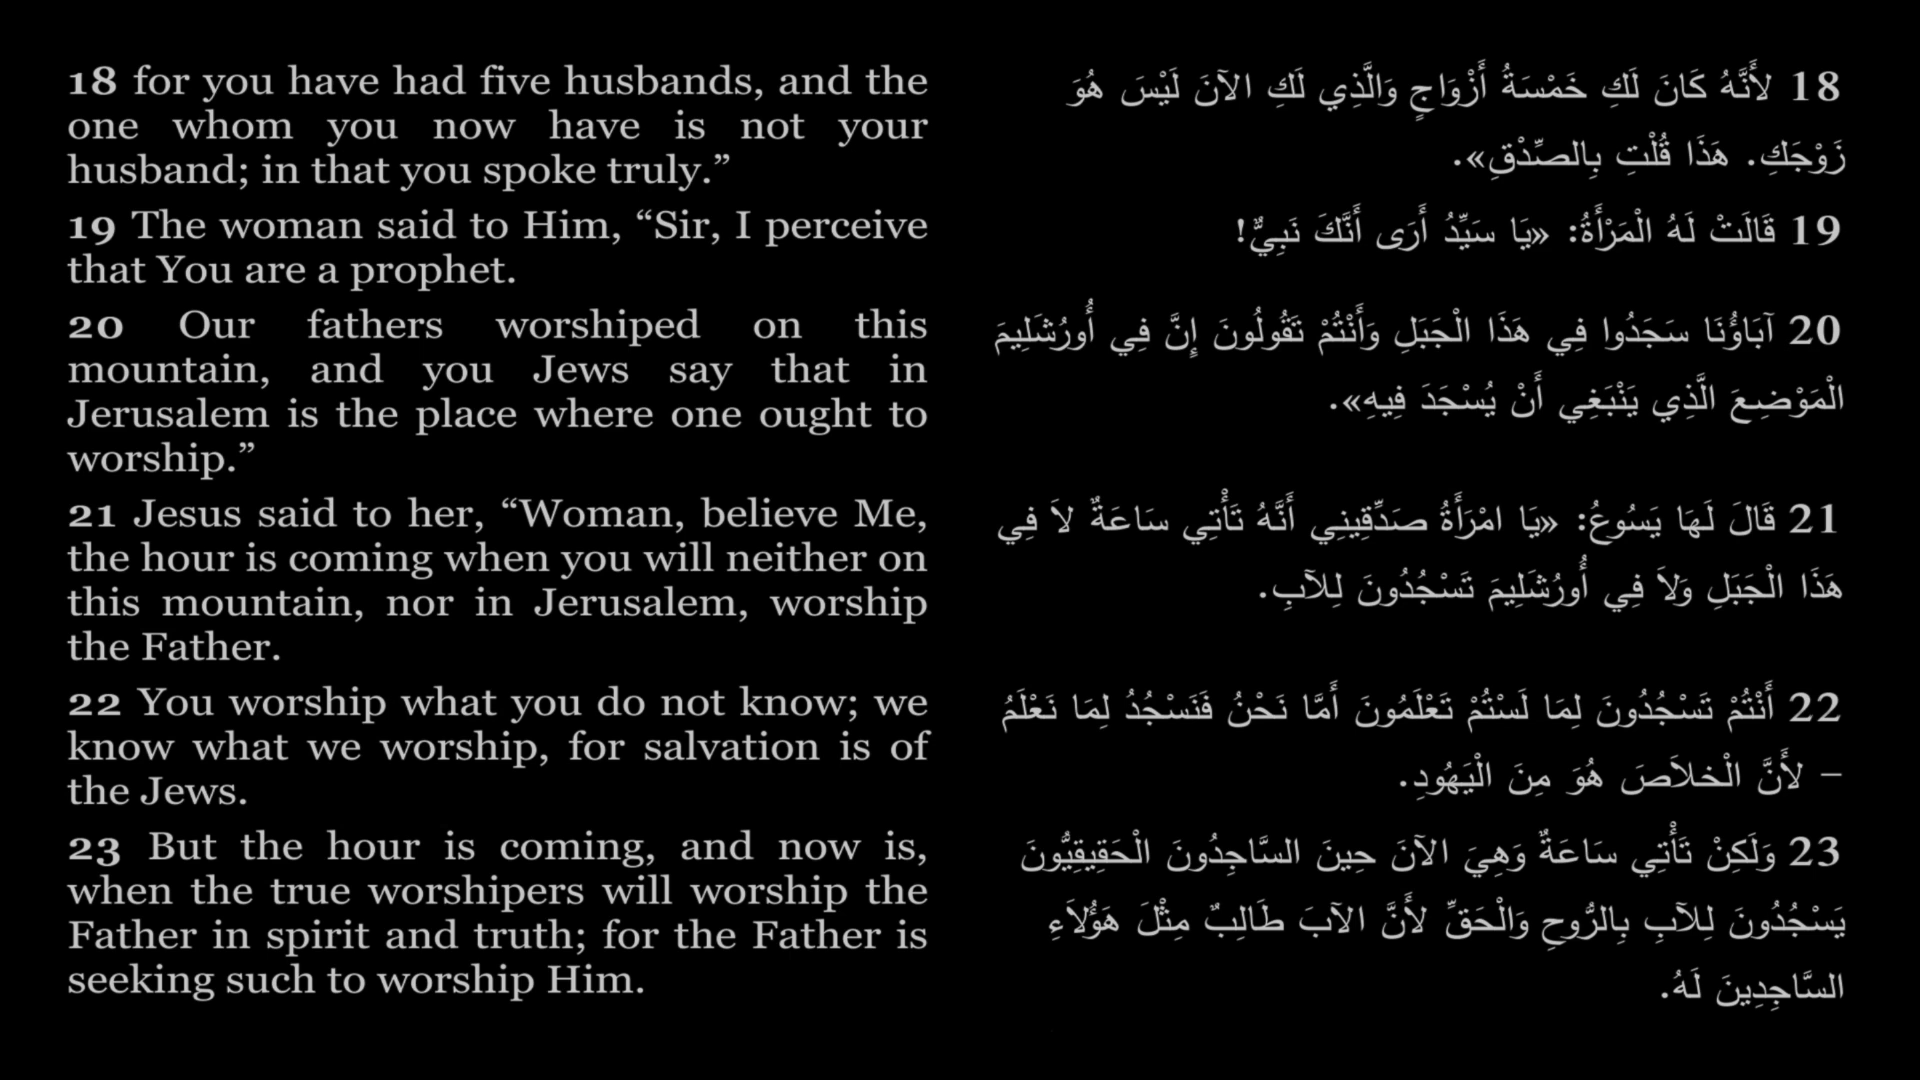 18 for you have had five husbands, and the
one whom you now have is not your
husband; in that you spoke truly.”
19 The woman said to Him, “Sir, I perceive
that You are a prophet.
20 Our fathers worshiped on this
mountain, and you Jews say that in
Jerusalem is the place where one ought to
worship.”
21 Jesus said to her, “Woman, believe Me,
the hour is coming when you will neither on
this mountain, nor in Jerusalem, worship
the Father.
22 You worship what you do not know; we
know what we worship, for salvation is of
the Jews.
23 But the hour is coming, and now is,
when the true worshipers will worship the
Father in spirit and truth; for the Father is
seeking such to worship Him.
18 لأَنَّهُ كَانَ لَكِ خَمْسَةُ أَزْوَاجٍ وَالَّذِي لَكِ الآنَ لَيْسَ هُوَ
زَوْجَكِ. هَذَا قُلْتِ بِالصِّدْقِ».
19 قَالَتْ لَهُ الْمَرْأَةُ: «يَا سَيِّدُ أَرَى أَنَّكَ نَبِيٌّ!
20 آبَاؤُنَا سَجَدُوا فِي هَذَا الْجَبَلِ وَأَنْتُمْ تَقُولُونَ إِنَّ فِي أُورُشَلِيمَ
الْمَوْضِعَ الَّذِي يَنْبَغِي أَنْ يُسْجَدَ فِيهِ».
21 قَالَ لَهَا يَسُوعُ: «يَا امْرَأَةُ صَدِّقِينِي أَنَّهُ تَأْتِي سَاعَةٌ لاَ فِي
هَذَا الْجَبَلِ وَلاَ فِي أُورُشَلِيمَ تَسْجُدُونَ لِلآبِ.
22 أَنْتُمْ تَسْجُدُونَ لِمَا لَسْتُمْ تَعْلَمُونَ أَمَّا نَحْنُ فَنَسْجُدُ لِمَا نَعْلَمُ
– لأَنَّ الْخلاَصَ هُوَ مِنَ الْيَهُودِ.
23 وَلَكِنْ تَأْتِي سَاعَةٌ وَهِيَ الآنَ حِينَ السَّاجِدُونَ الْحَقِيقِيُّونَ
يَسْجُدُونَ لِلآبِ بِالرُّوحِ وَالْحَقِّ لأَنَّ الآبَ طَالِبٌ مِثْلَ هَؤُلاَءِ
السَّاجِدِينَ لَهُ.